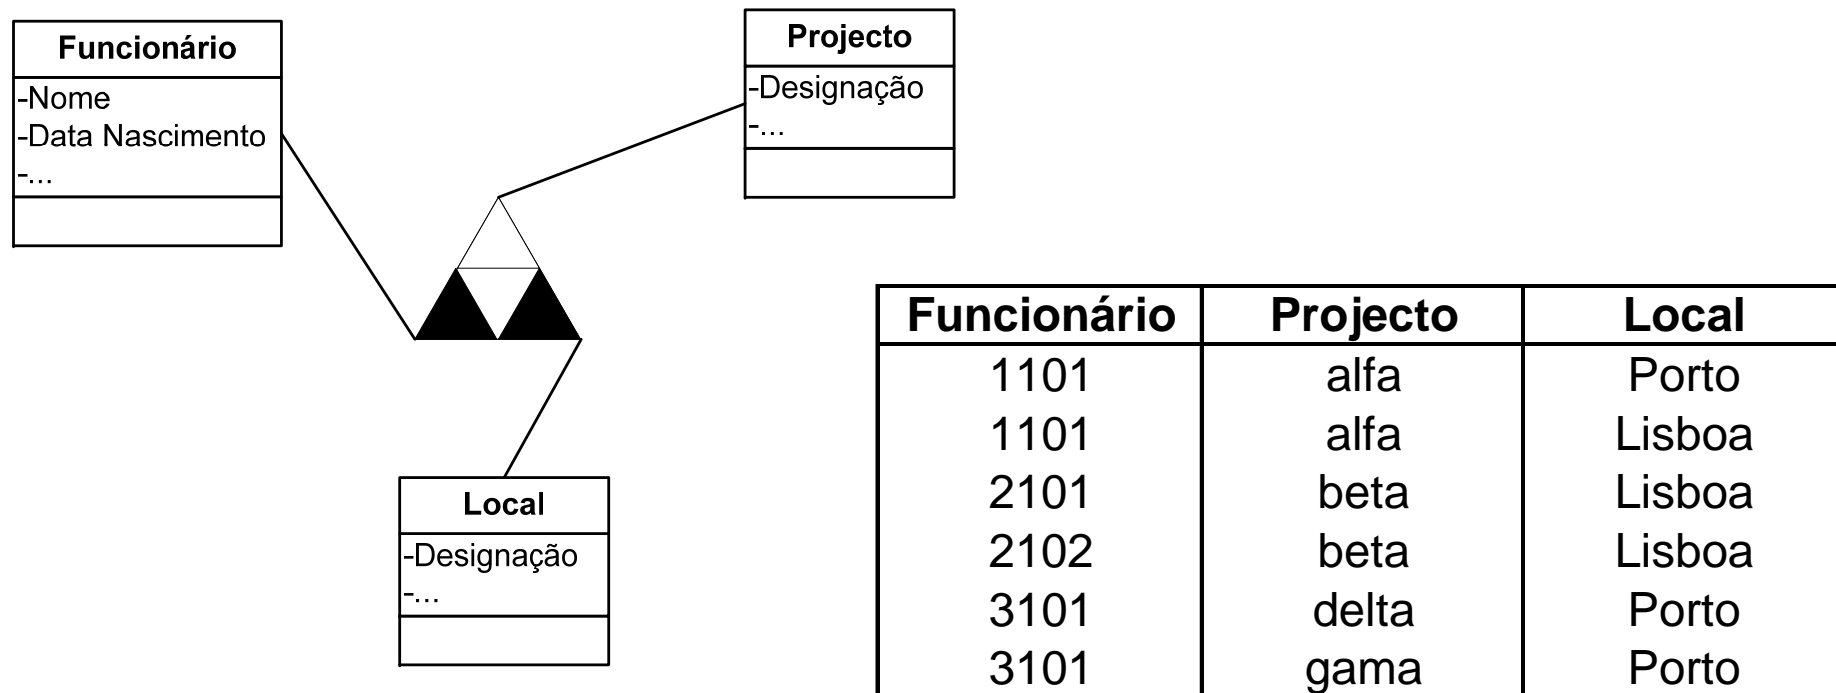 Funcionário
-Nome
-Data Nascimento
-...
Projecto
-Designação
-...
Local
-Designação
-...
Funcionário Projecto Local
1101 alfa Porto
1101 alfa Lisboa
2101 beta Lisboa
2102 beta Lisboa
3101 delta Porto
3101 gama Porto